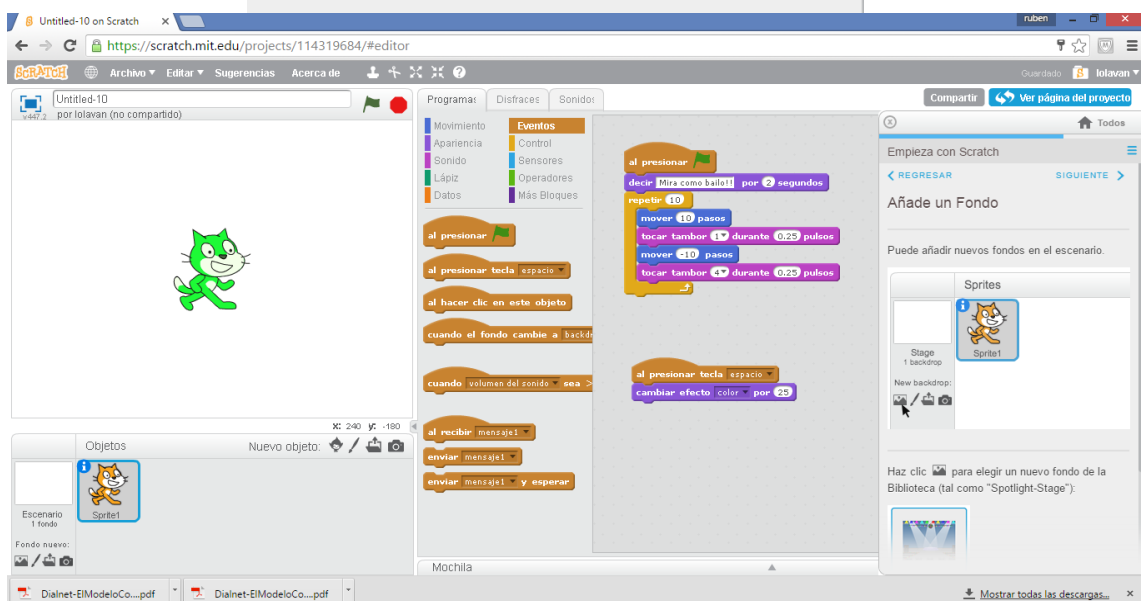 Untitled-10 on Scratch
ruben
https://scratch.mit.edu/projects/114319684/#editor
SCRATCH Archivo Editar Sugerencias Acerca de
Guardado lolavan
Untitled-10
por lolavan (no compartido)
v447.2
Programas Disfraces Sonidos
Compartir Ver página del proyecto
Movimiento Eventos
Apariencia Control
Sonido Sensores
Lápiz Operadores
Datos Más Bloques
al presionar
al presionar tecla espacio
al hacer clic en este objeto
cuando el fondo cambie a backdr
cuando volumen del sonido sea >
al recibir mensaje1
enviar mensaje1
enviar mensaje1 y esperar
al presionar
decir Mira como bailo!! por 2 segundos
repetir 10
mover 10 pasos
tocar tambor 1 durante 0.25 pulsos
mover -10 pasos
tocar tambor 4 durante 0.25 pulsos
al presionar tecla espacio
cambiar efecto color por 25
Todos
Empieza con Scratch
REGRESAR SIGUIENTE
Añade un Fondo
Puede añadir nuevos fondos en el escenario.
Sprites
Stage
1 backdrop
Sprite1
New backdrop:
Haz clic para elegir un nuevo fondo de la
Biblioteca (tal como "Spotlight-Stage"):
X: 240 y: -180
Objetos Nuevo objeto:
Escenario
1 fondo
Sprite1
Fondo nuevo:
Mochila
Dialnet-ElModeloCo....pdf Dialnet-ElModeloCo....pdf Mostrar todas las descargas...